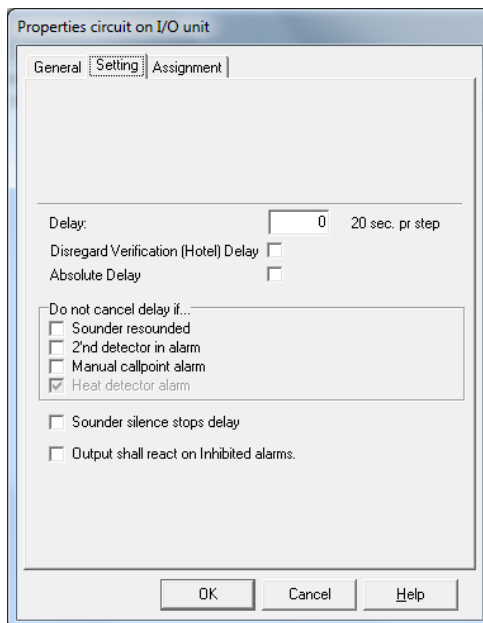 Properties circuit on I/O unit
General Setting Assignment
Delay: 0 20 sec. pr step
Disregard Verification (Hotel) Delay
Absolute Delay
Do not cancel delay if...
Sounder resounded
2'nd detector in alarm
Manual callpoint alarm
Heat detector alarm
Sounder silence stops delay
Output shall react on Inhibited alarms.
OK Cancel Help